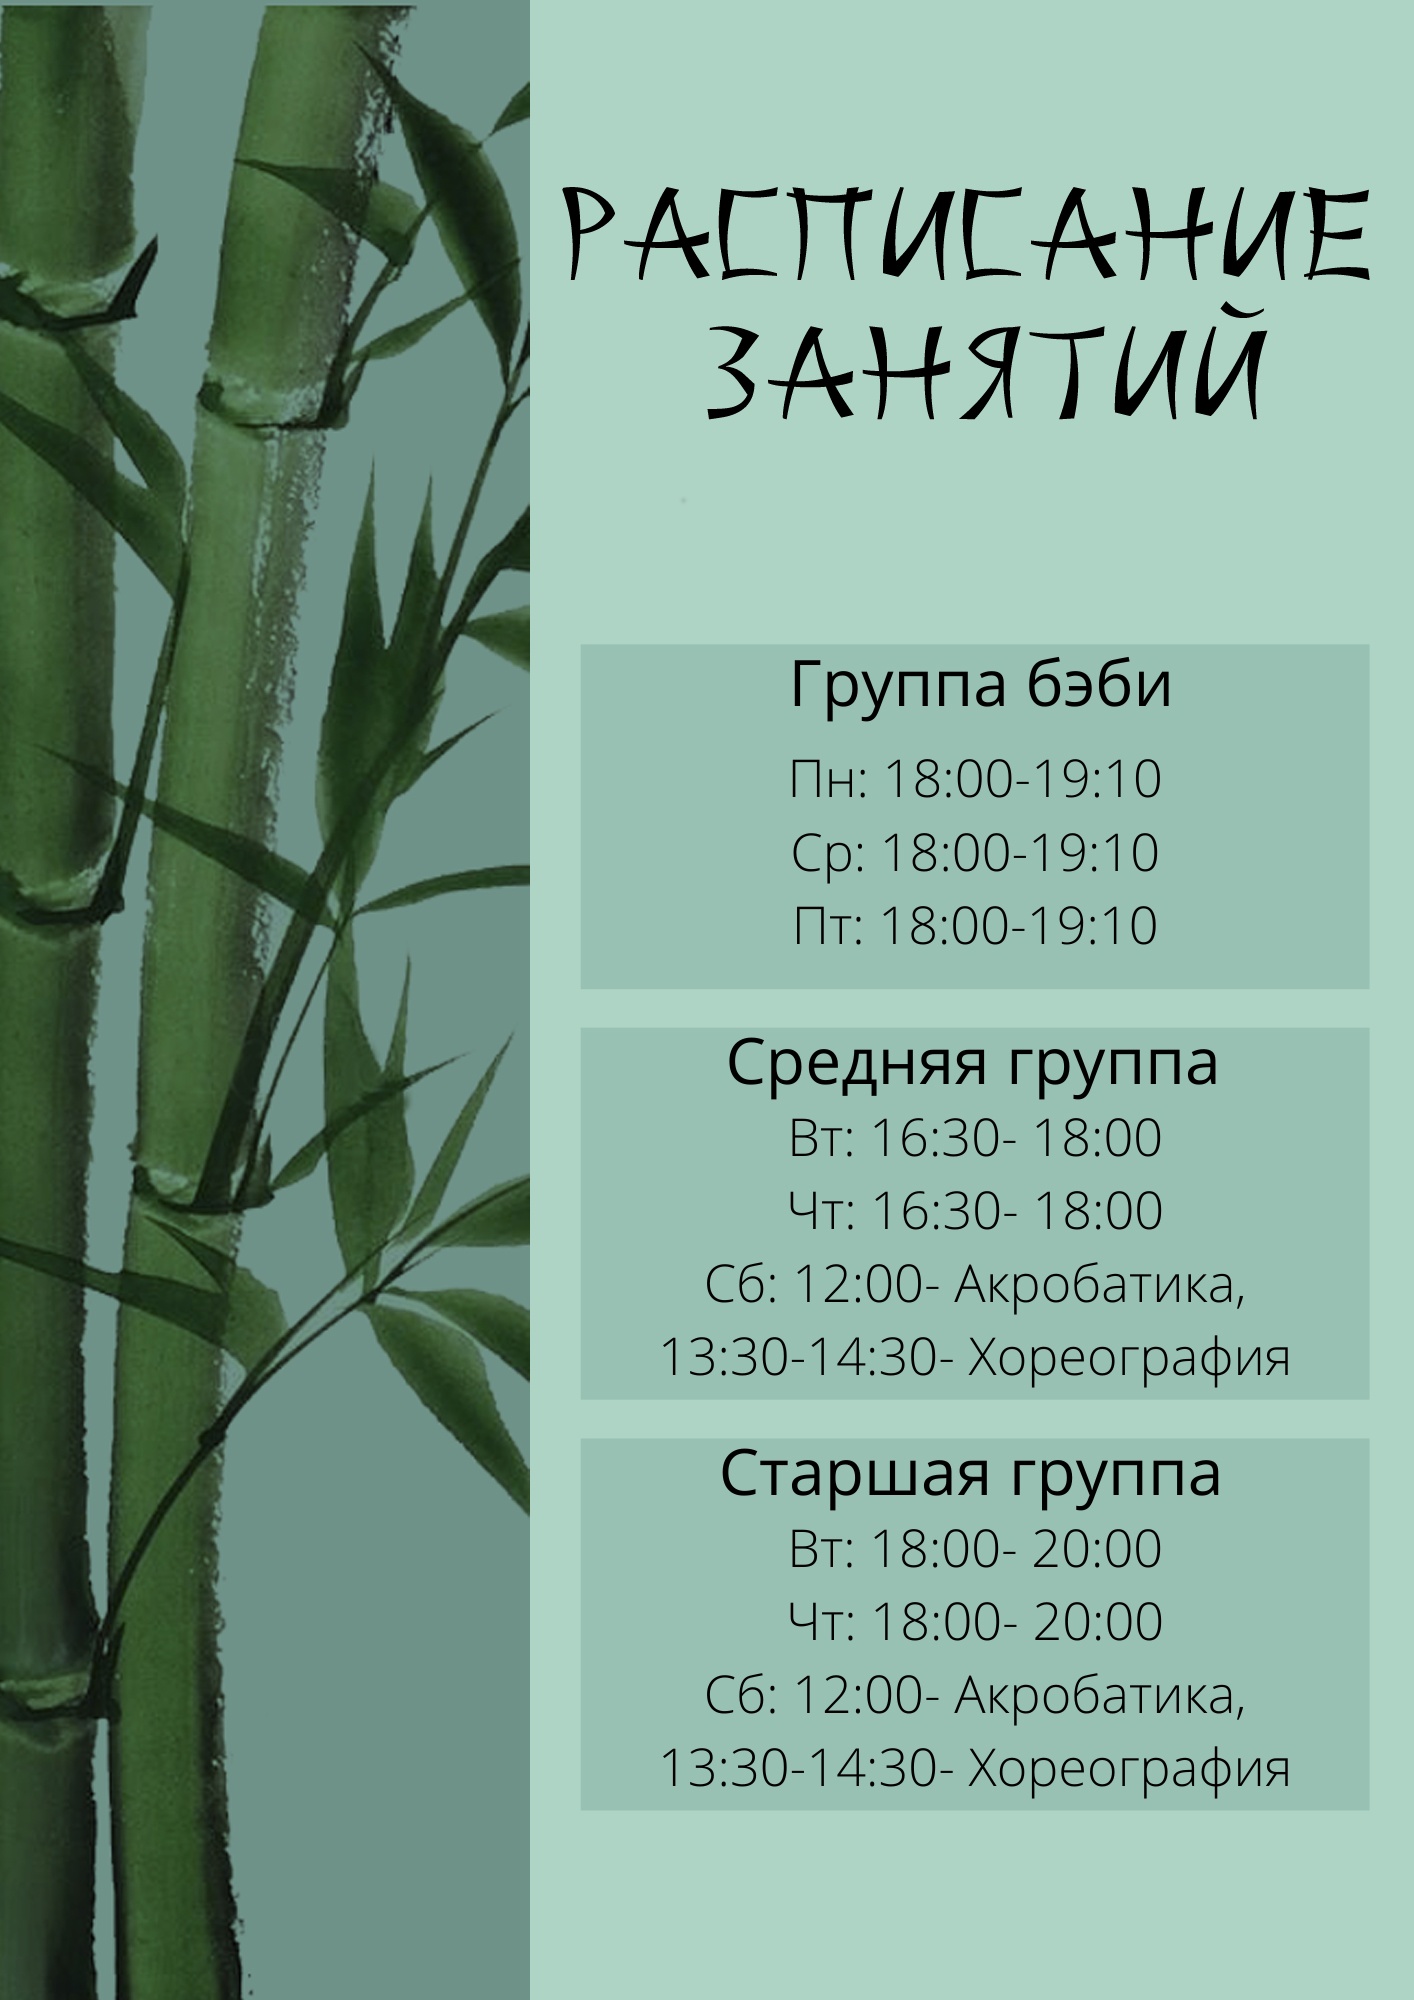 РАСПИСАНИЕ
ЗАНЯТИЙ
Группа бэби
Пн: 18:00-19:10
Ср: 18:00-19:10
Пт: 18:00-19:10
Средняя группа
Вт: 16:30- 18:00
Чт: 16:30- 18:00
Сб: 12:00- Акробатика,
13:30-14:30- Хореография
Старшая группа
Вт: 18:00- 20:00
Чт: 18:00- 20:00
Сб: 12:00- Акробатика,
13:30-14:30- Хореография